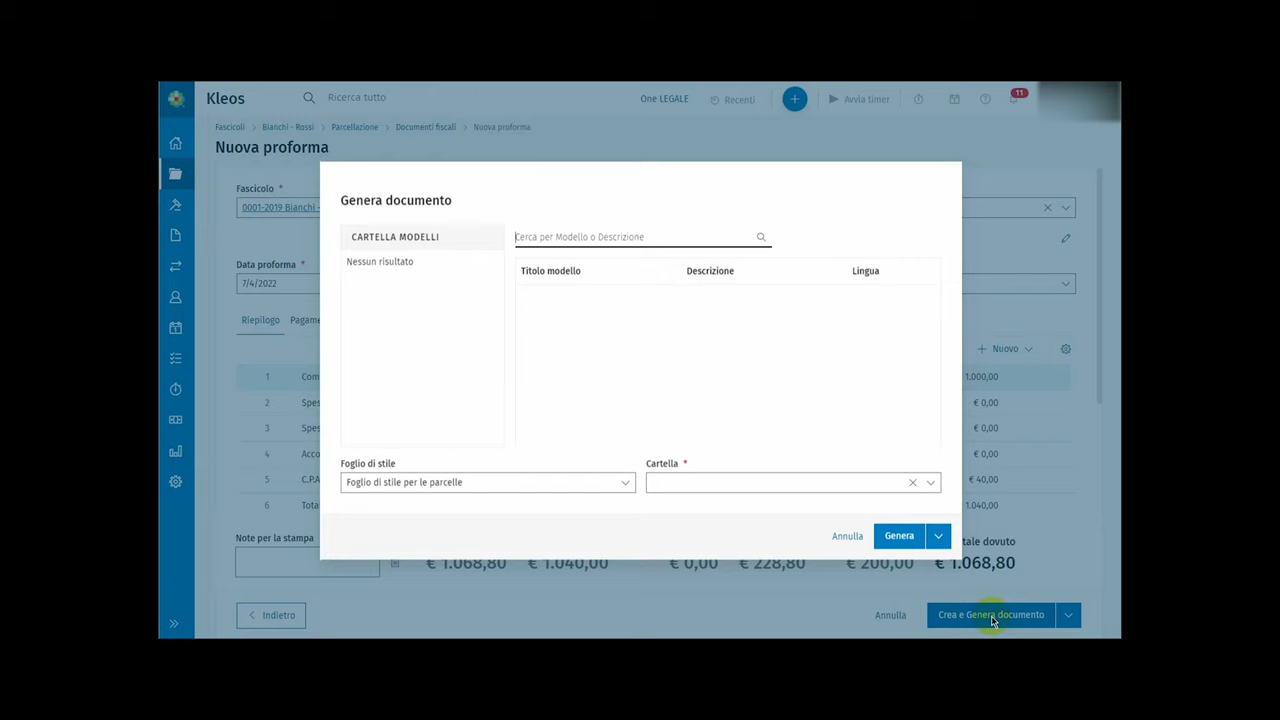 Kleos
Ricerca tutto
One LEGALE
Recenti
Avvia timer
11
Fascicoli > Bianchi - Rossi > Parcellazione > Documenti fiscali > Nuova proforma
Nuova proforma
Fascicolo *
0001-2019 Bianchi -
Data proforma *
7/4/2022
Riepilogo
Pagame
Nuovo
1 Com 1.000,00
2 Spes € 0,00
3 Spes € 0,00
4 Acco € 0,00
5 C.P.A € 40,00
6 Tota 1.040,00
Genera documento
CARTELLA MODELLI
Nessun risultato
Cerca per Modello o Descrizione
Titolo modello Descrizione Lingua
Foglio di stile
Foglio di stile per le parcelle
Cartella *
Annulla
Genera
Note per la stampa
tale dovuto
€ 1.068,80 € 1.040,00 € 0,00 € 228,80 € 200,00 € 1.068,80
Indietro
Annulla
Crea e Genera documento